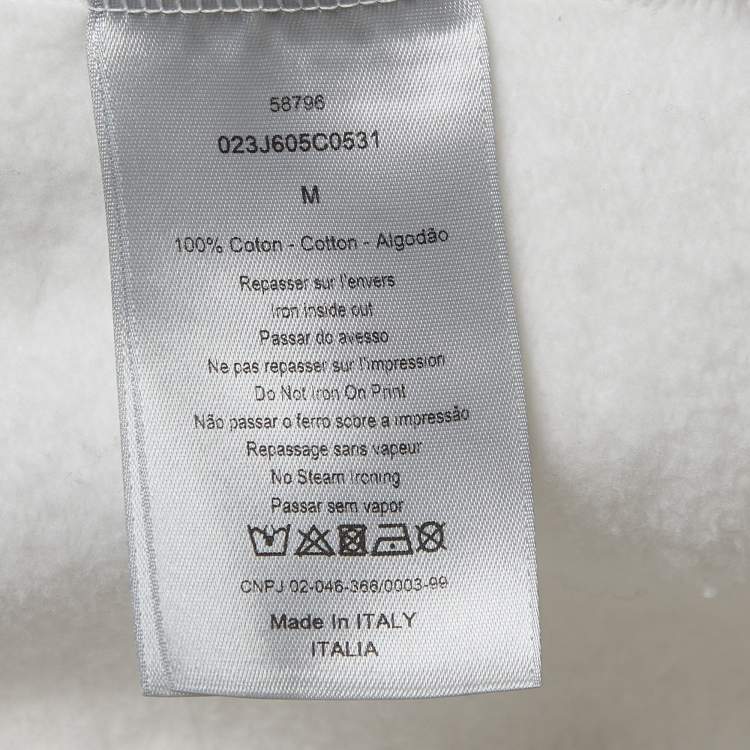 58796
023J605C0531
M
100% Coton - Cotton - Algodão
Repasser sur l'envers
Iron inside out
Passar do avesso
Ne pas repasser sur l'impression
Do Not Iron On Print
Não passar o ferro sobre a impressão
Repassage sans vapeur
No Steam Ironing
Passar sem vapor
CNPJ 02-046-366/0003-99
Made In ITALY
ITALIA